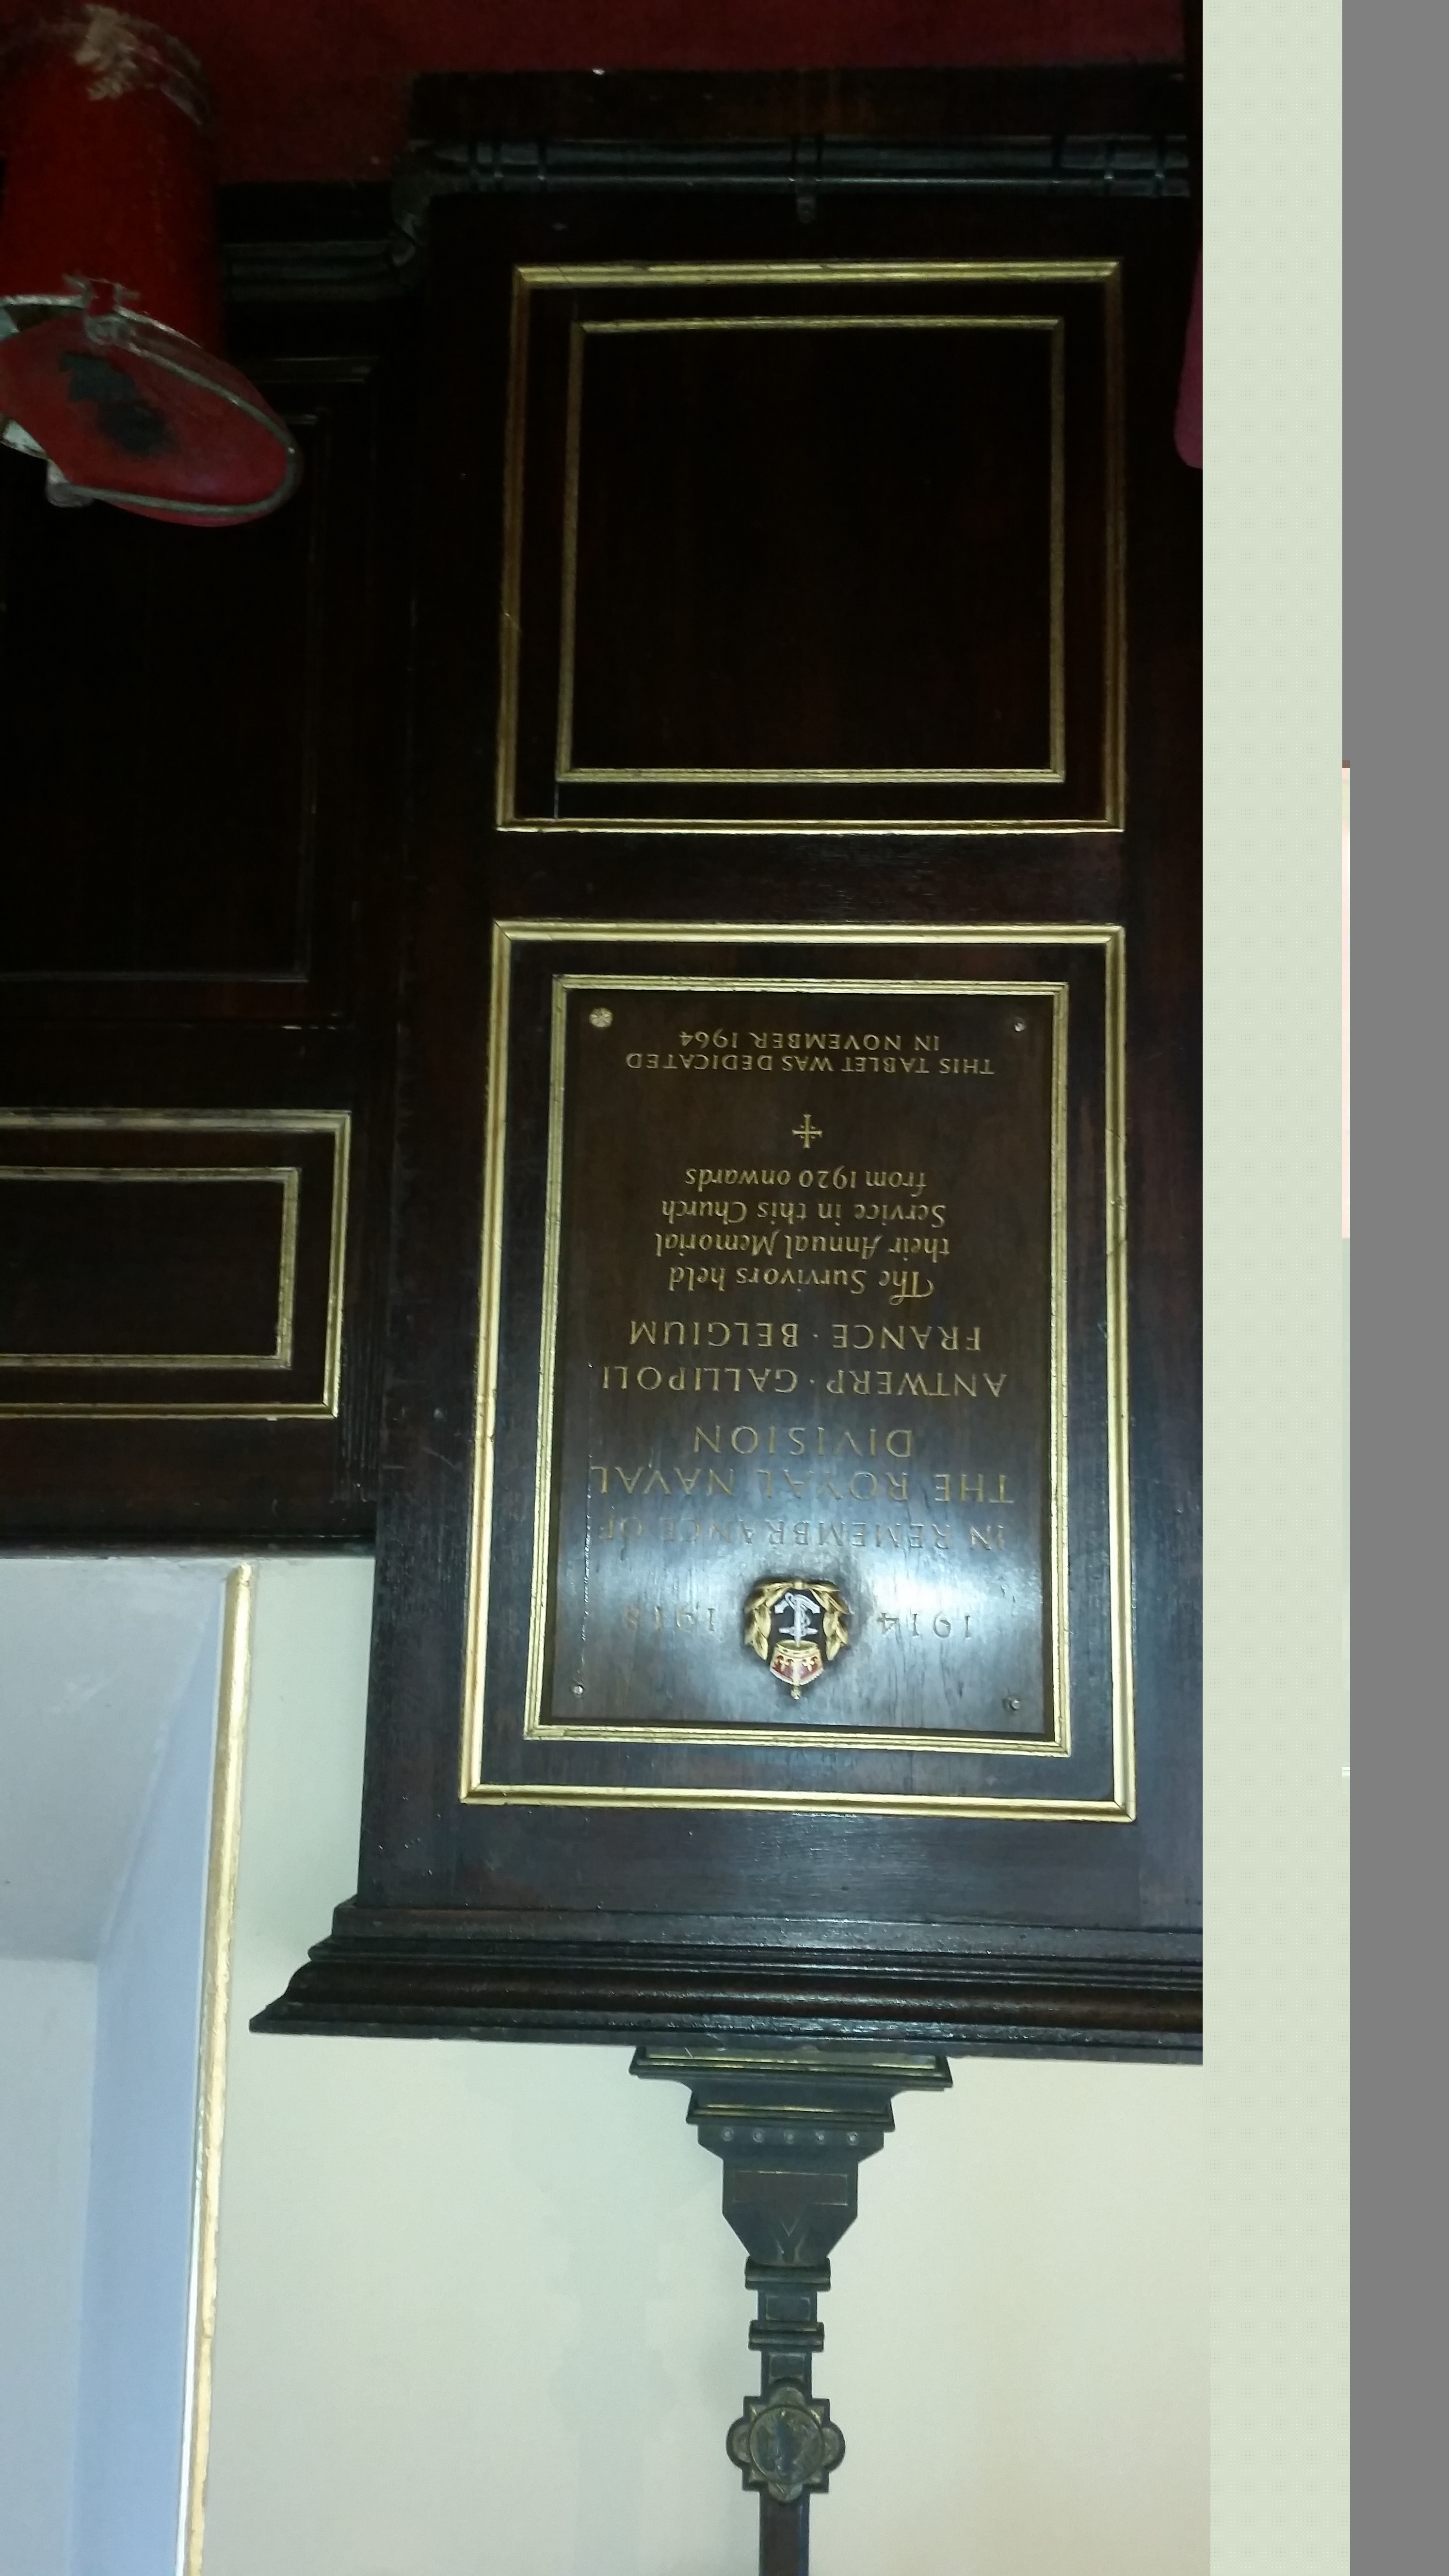 1914 1918
IN REMEMBRANCE OF
THE ROYAL NAVAL
DIVISION
ANTWERP · GALLIPOLI
FRANCE · BELGIUM
The Survivors held
their Annual Memorial
Service in this Church
from 1920 onwards
THIS TABLET WAS DEDICATED
IN NOVEMBER 1964